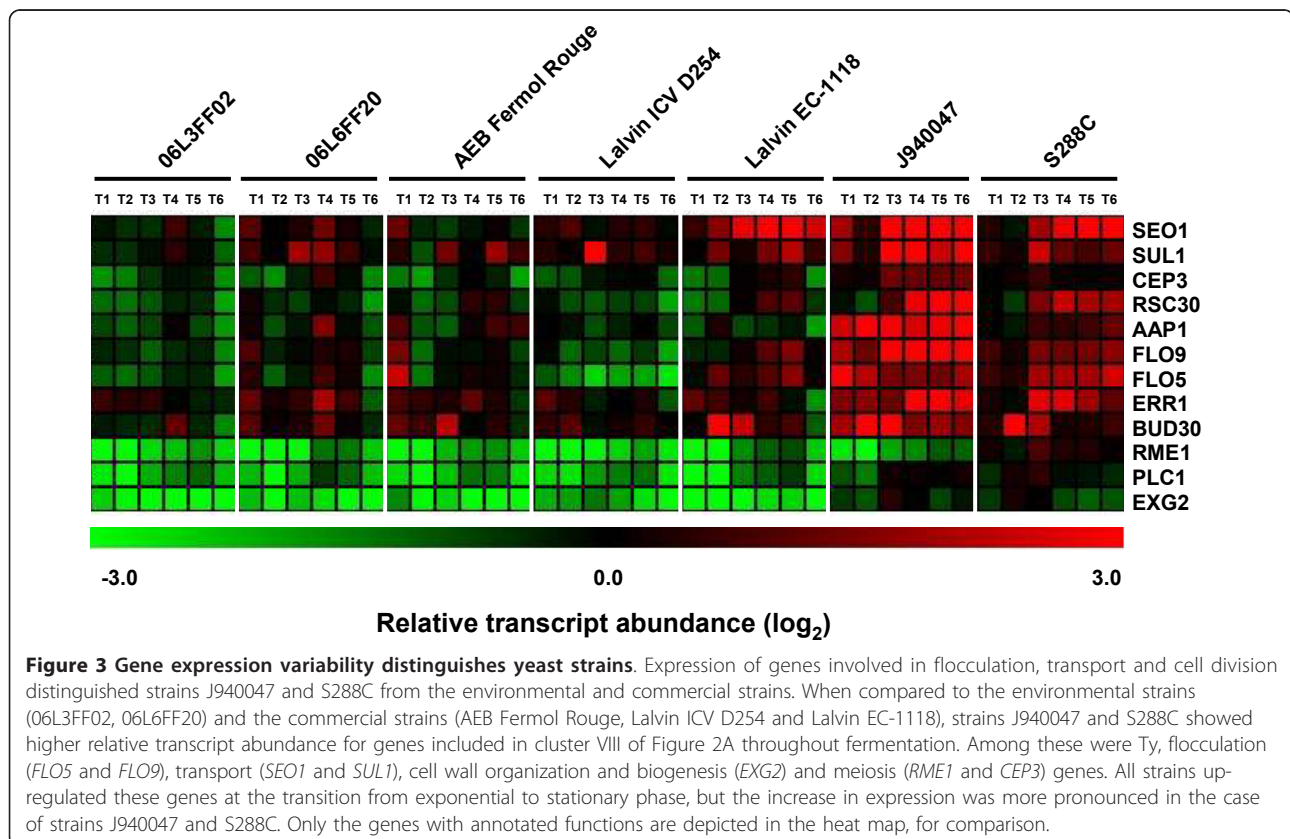 06L3FF02 06L6FF20 AEB Fermol Rouge Lalvin ICV D254 Lalvin EC-1118 J940047 S288C
T1 T2 T3 T4 T5 T6 T1 T2 T3 T4 T5 T6 T1 T2 T3 T4 T5 T6 T1 T2 T3 T4 T5 T6 T1 T2 T3 T4 T5 T6 T1 T2 T3 T4 T5 T6 T1 T2 T3 T4 T5 T6
SEO1
SUL1
CEP3
RSC30
AAP1
FLO9
FLO5
ERR1
BUD30
RME1
PLC1
EXG2
-3.0 0.0 3.0
Relative transcript abundance (log2)
Figure 3 Gene expression variability distinguishes yeast strains. Expression of genes involved in flocculation, transport and cell division
distinguished strains J940047 and S288C from the environmental and commercial strains. When compared to the environmental strains
(06L3FF02, 06L6FF20) and the commercial strains (AEB Fermol Rouge, Lalvin ICV D254 and Lalvin EC-1118), strains J940047 and S288C showed
higher relative transcript abundance for genes included in cluster VIII of Figure 2A throughout fermentation. Among these were Ty, flocculation
(FLO5 and FLO9), transport (SEO1 and SUL1), cell wall organization and biogenesis (EXG2) and meiosis (RME1 and CEP3) genes. All strains up-
regulated these genes at the transition from exponential to stationary phase, but the increase in expression was more pronounced in the case
of strains J940047 and S288C. Only the genes with annotated functions are depicted in the heat map, for comparison.